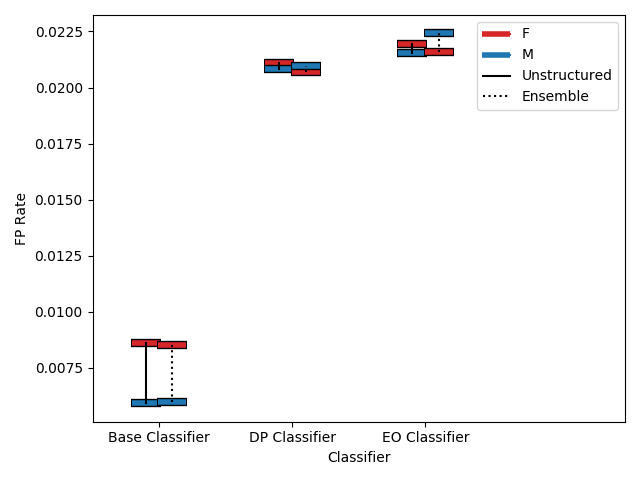 F
M
Unstructured
Ensemble
0.0225
0.0200
0.0175
0.0150
0.0125
0.0100
0.0075
FP Rate
Base Classifier
DP Classifier
EO Classifier
Classifier